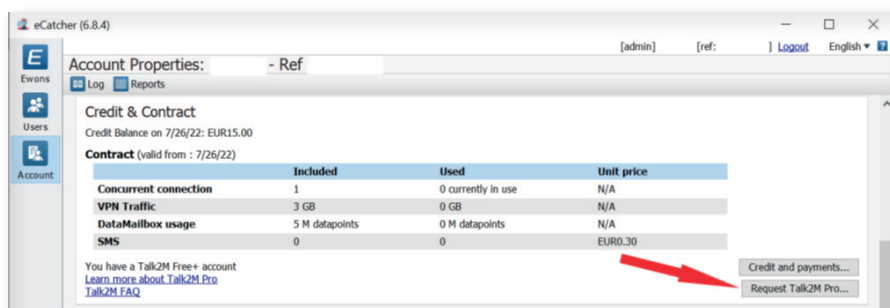 eCatcher (6.8.4)
[admin] [ref: ] Logout English
Account Properties: - Ref
Ewons
Log Reports
Users
Account
Credit & Contract
Credit Balance on 7/26/22: EUR15.00
Contract (valid from : 7/26/22)
Included Used Unit price
Concurrent connection 1 0 currently in use N/A
VPN Traffic 3 GB 0 GB N/A
DataMailbox usage 5 M datapoints 0 M datapoints N/A
SMS 0 0 EUR0.30
You have a Talk2M Free+ account
Learn more about Talk2M Pro
Talk2M FAQ
Credit and payments...
Request Talk2M Pro...